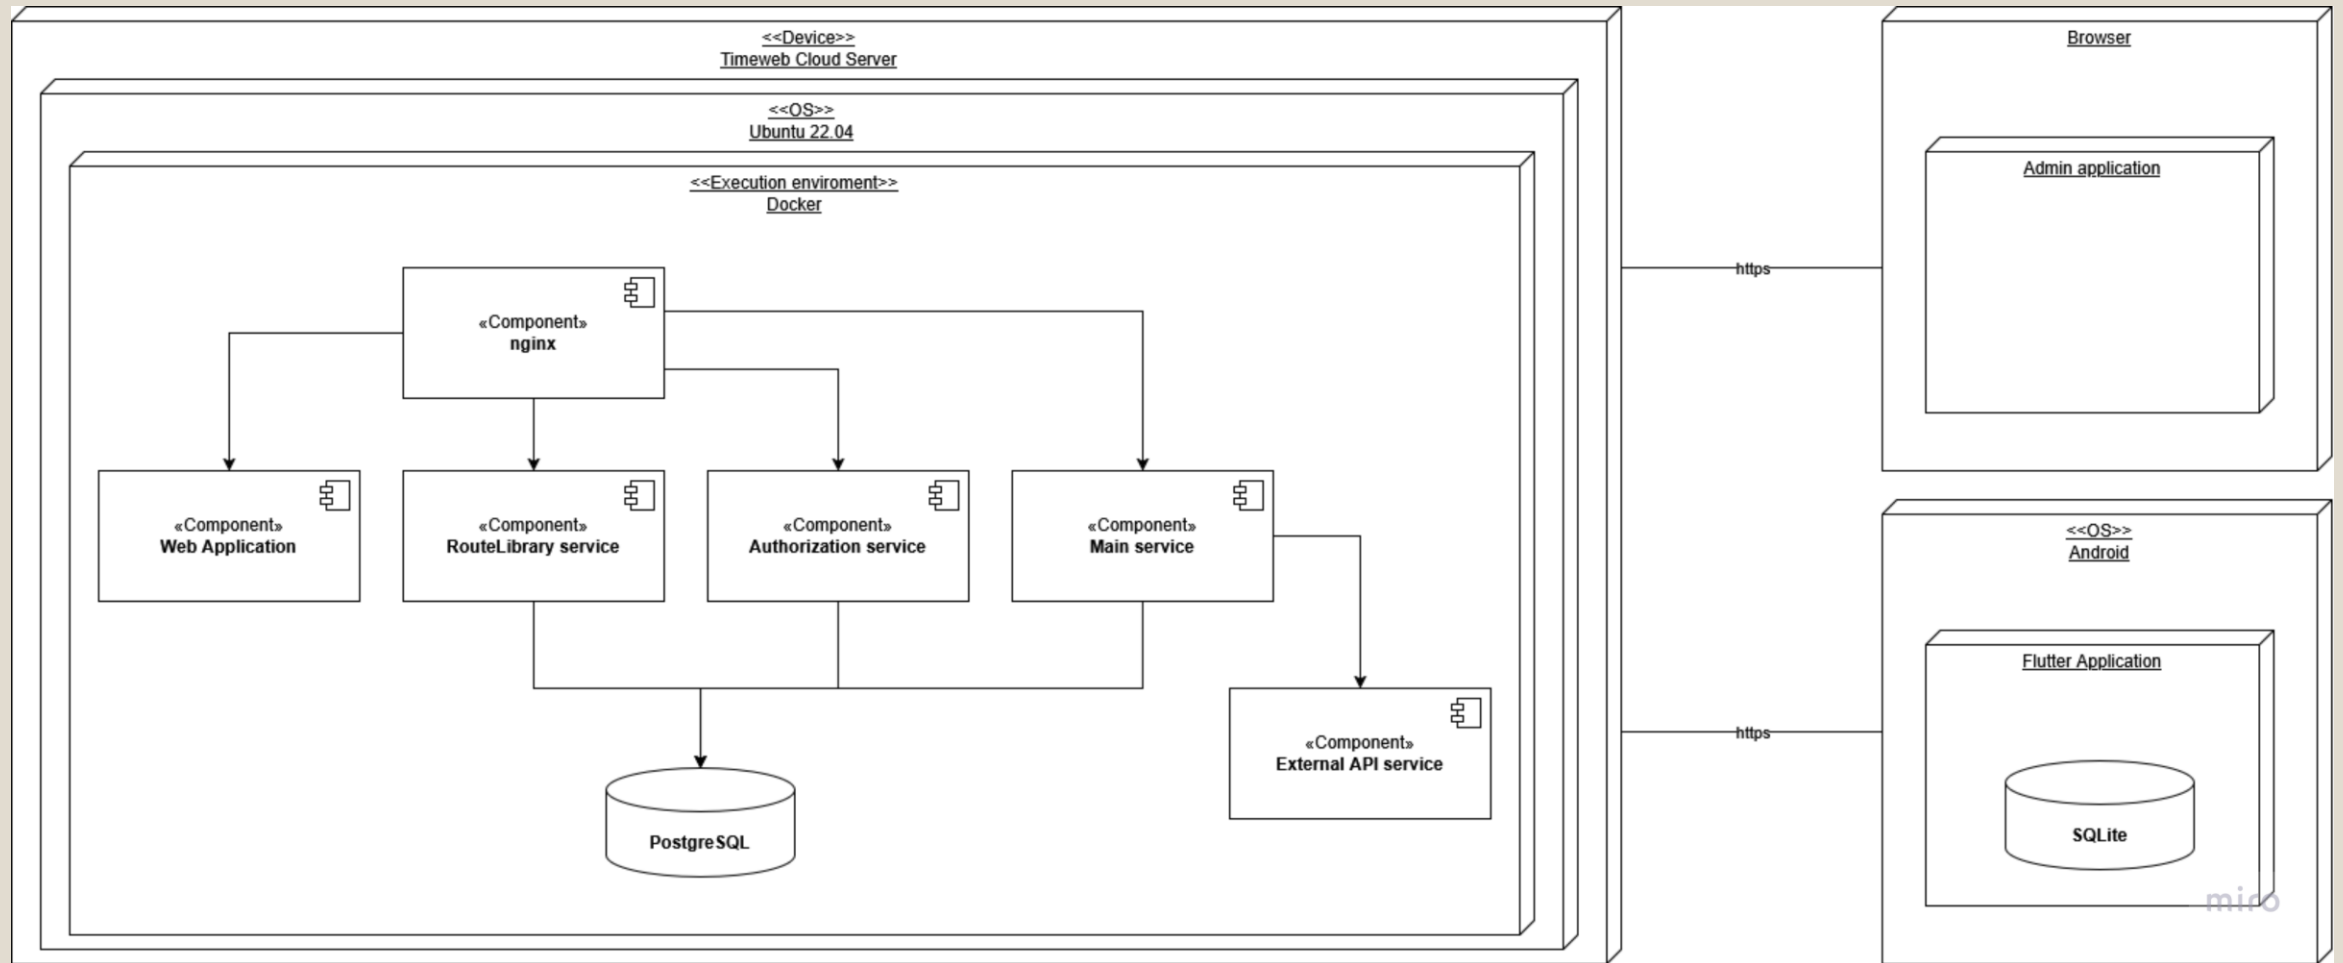 <<Device>>
Timeweb Cloud Server
<<OS>>
Ubuntu 22.04
<<Execution enviroment>>
Docker
«Component»
nginx
«Component»
Web Application
«Component»
RouteLibrary service
«Component»
Authorization service
«Component»
Main service
«Component»
External API service
PostgreSQL
https
https
Browser
Admin application
<<OS>>
Android
Flutter Application
SQLite
miro